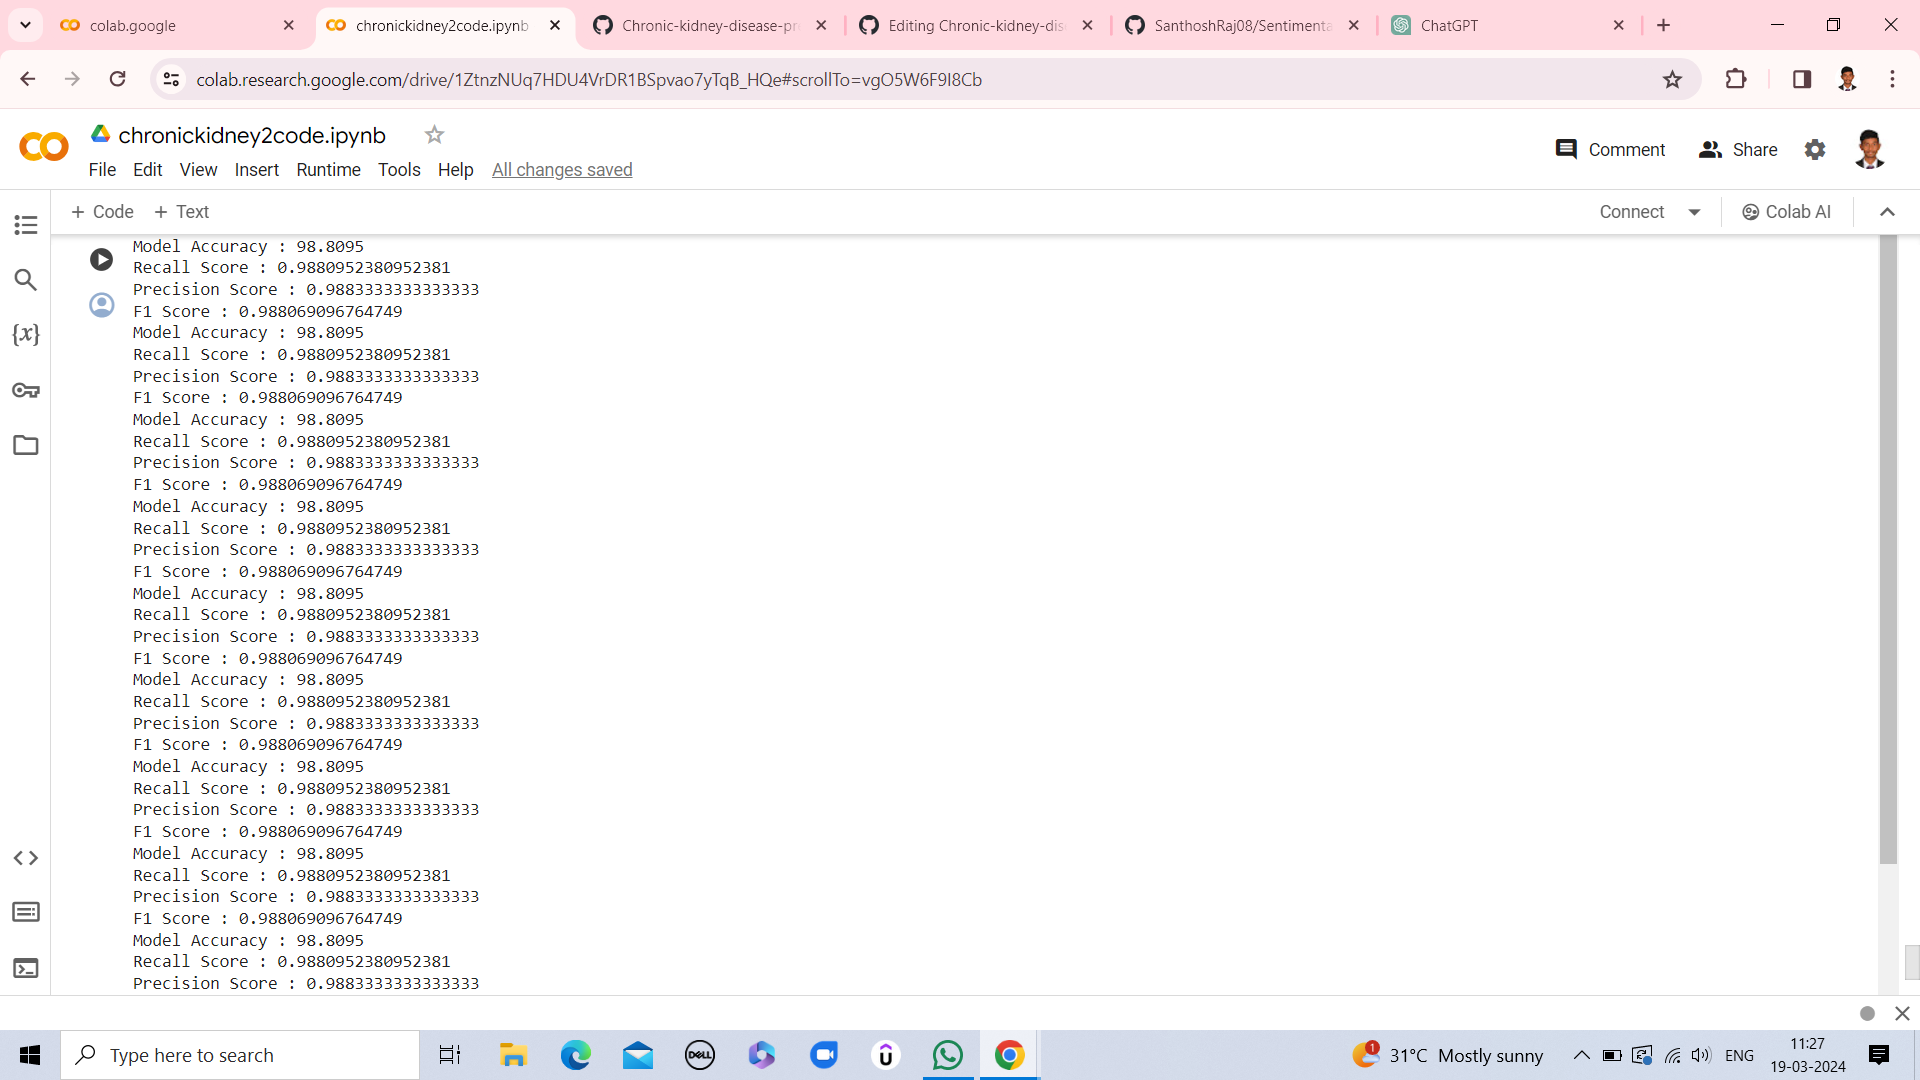 colab.google
chronickidney2code.ipynb
Chronic-kidney-disease-pr
Editing Chronic-kidney-dis
SanthoshRaj08/Sentimenta
ChatGPT
colab.research.google.com/drive/1ZtnzNUq7HDU4VrDR1BSpvao7yTqB_HQe#scrollTo=vgO5W6F9I8Cb
chronickidney2code.ipynb
Comment Share
File Edit View Insert Runtime Tools Help All changes saved
+ Code + Text Connect Colab AI
Model Accuracy : 98.8095
Recall Score : 0.9880952380952381
Precision Score : 0.9883333333333333
F1 Score : 0.988069096764749
Model Accuracy : 98.8095
Recall Score : 0.9880952380952381
Precision Score : 0.9883333333333333
F1 Score : 0.988069096764749
Model Accuracy : 98.8095
Recall Score : 0.9880952380952381
Precision Score : 0.9883333333333333
F1 Score : 0.988069096764749
Model Accuracy : 98.8095
Recall Score : 0.9880952380952381
Precision Score : 0.9883333333333333
F1 Score : 0.988069096764749
Model Accuracy : 98.8095
Recall Score : 0.9880952380952381
Precision Score : 0.9883333333333333
F1 Score : 0.988069096764749
Model Accuracy : 98.8095
Recall Score : 0.9880952380952381
Precision Score : 0.9883333333333333
F1 Score : 0.988069096764749
Model Accuracy : 98.8095
Recall Score : 0.9880952380952381
Precision Score : 0.9883333333333333
F1 Score : 0.988069096764749
Model Accuracy : 98.8095
Recall Score : 0.9880952380952381
Precision Score : 0.9883333333333333
F1 Score : 0.988069096764749
Model Accuracy : 98.8095
Recall Score : 0.9880952380952381
Precision Score : 0.9883333333333333
{x}
Type here to search
DELL
1
31°C Mostly sunny
ENG
11:27
19-03-2024